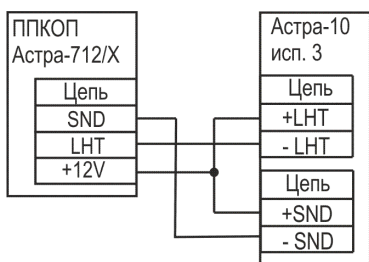 ППКОП
Астра-712/X
Цепь
SND
LHT
+12V
Астра-10
исп. 3
Цепь
+LHT
- LHT
Цепь
+SND
- SND